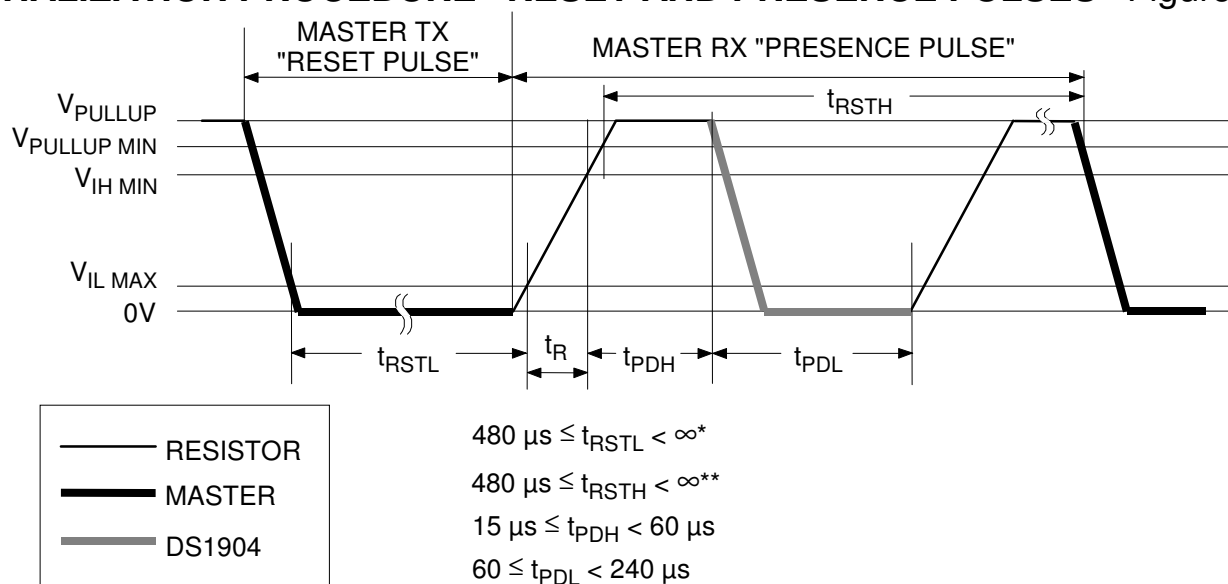 MASTER TX
"RESET PULSE"
MASTER RX "PRESENCE PULSE"
V_PULLUP
V_PULLUP MIN
V_IH MIN
V_IL MAX
0V
t_RSTH
t_RSTL
t_R
t_PDH
t_PDL
RESISTOR
MASTER
DS1904
480 μs ≤ t_RSTL < ∞*
480 μs ≤ t_RSTH < ∞**
15 μs ≤ t_PDH < 60 μs
60 ≤ t_PDL < 240 μs